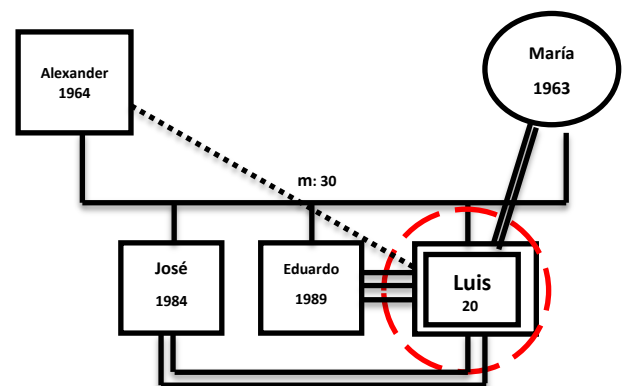 Alexander
1964
María
1963
m: 30
José
1984
Eduardo
1989
Luis
20